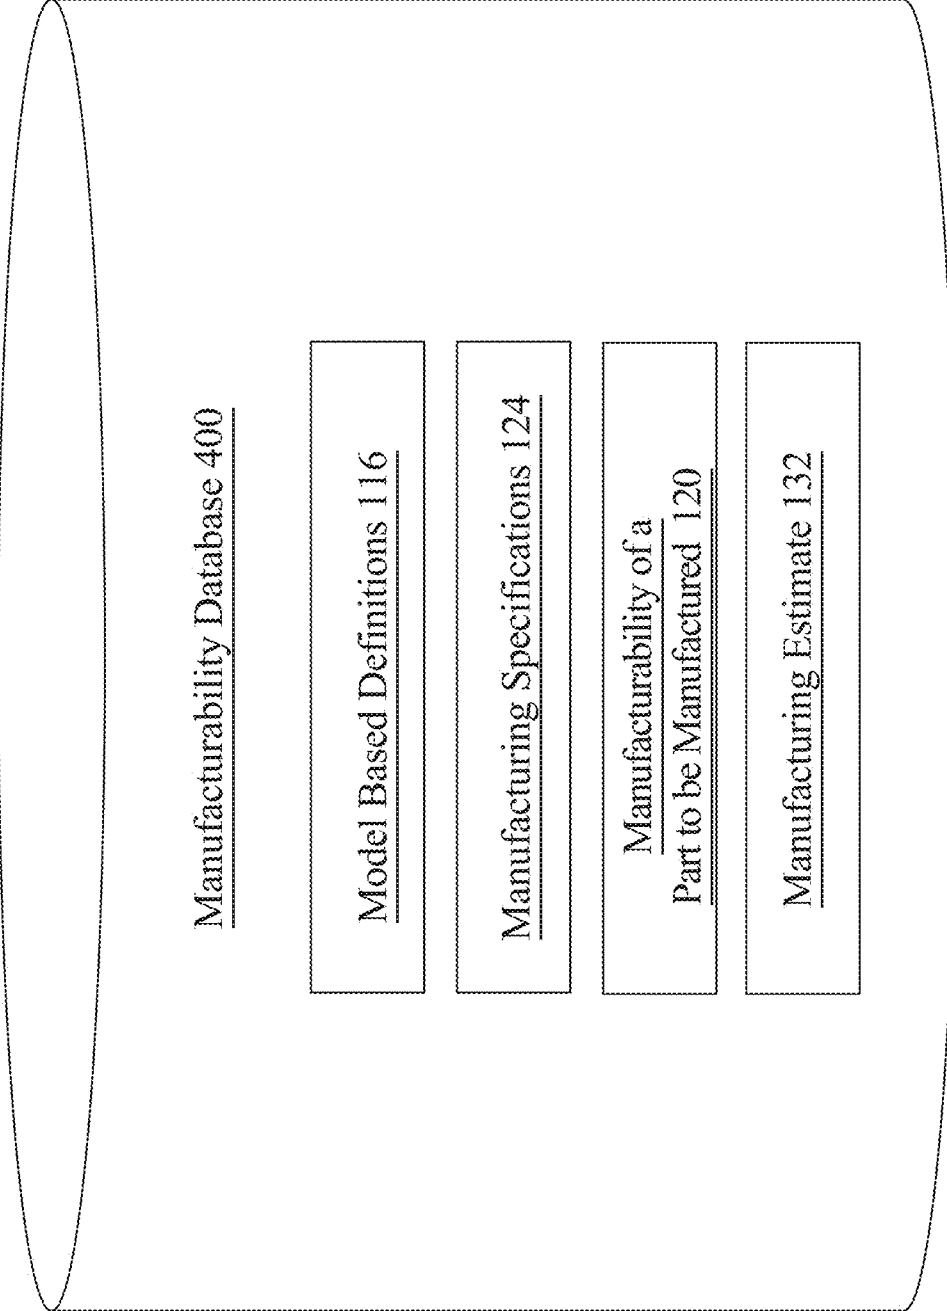 Manufacturability Database 400
Model Based Definitions 116
Manufacturing Specifications 124
Manufacturability of a
Part to be Manufactured 120
Manufacturing Estimate 132